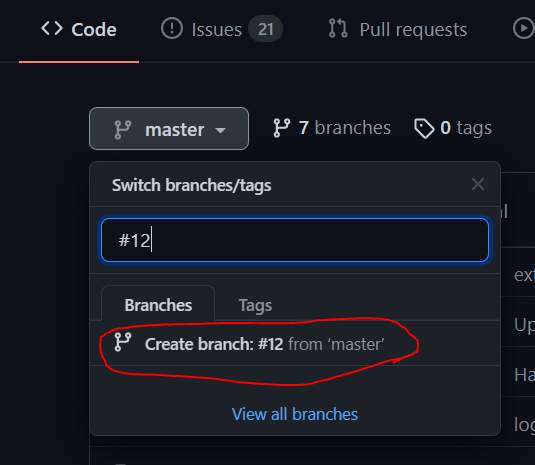 Code Issues 21 Pull requests
master 7 branches 0 tags
Switch branches/tags
#12
Branches Tags
Create branch: #12 from ‘master’
View all branches
ext
Up
Ha
log